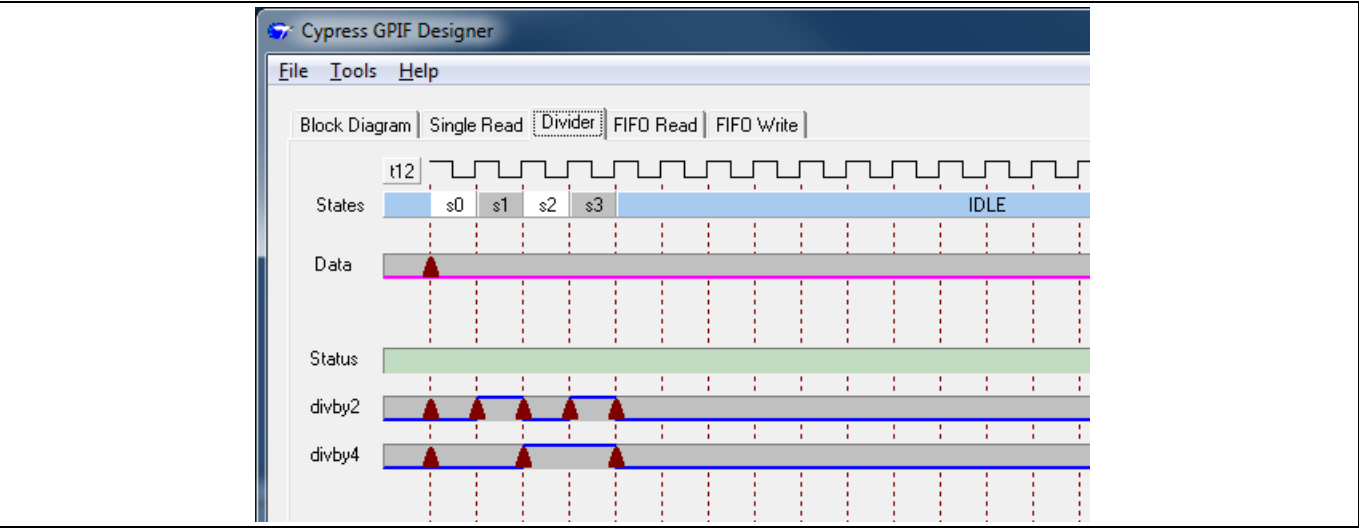 Cypress GPIF Designer
File Tools Help
Block Diagram Single Read Divider FIFO Read FIFO Write
t12
States s0 s1 s2 s3 IDLE
Data
Status
divby2
divby4